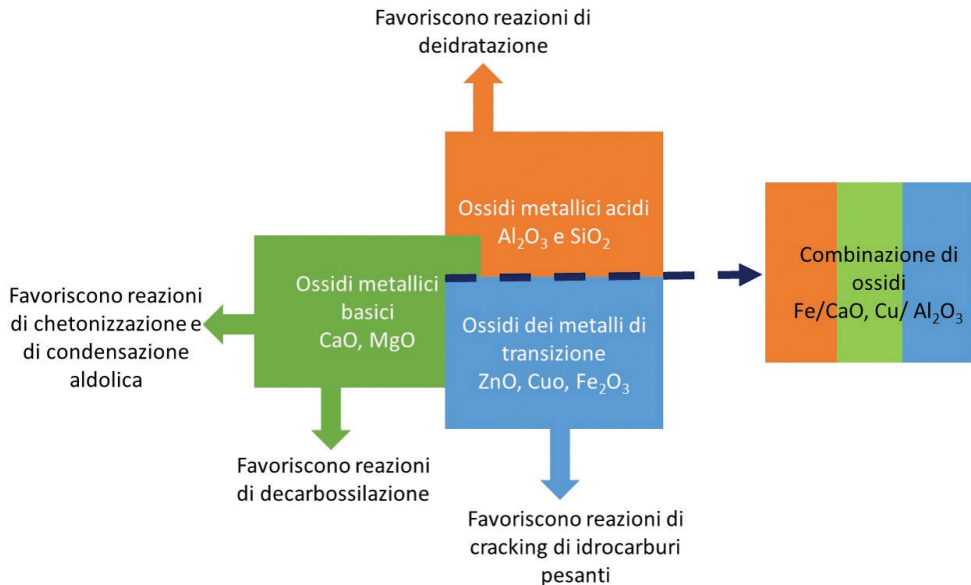 Favoriscono reazioni di
deidratazione
Ossidi metallici acidi
Al₂O₃ e SiO₂
Ossidi metallici
basici
CaO, MgO
Favoriscono reazioni
di chetonizzazione e
di condensazione
aldolica
Ossidi dei metalli di
transizione
ZnO, Cuo, Fe₂O₃
Combinazione di
ossidi
Fe/CaO, Cu/ Al₂O₃
Favoriscono reazioni
di decarbossilazione
Favoriscono reazioni di
cracking di idrocarburi
pesanti